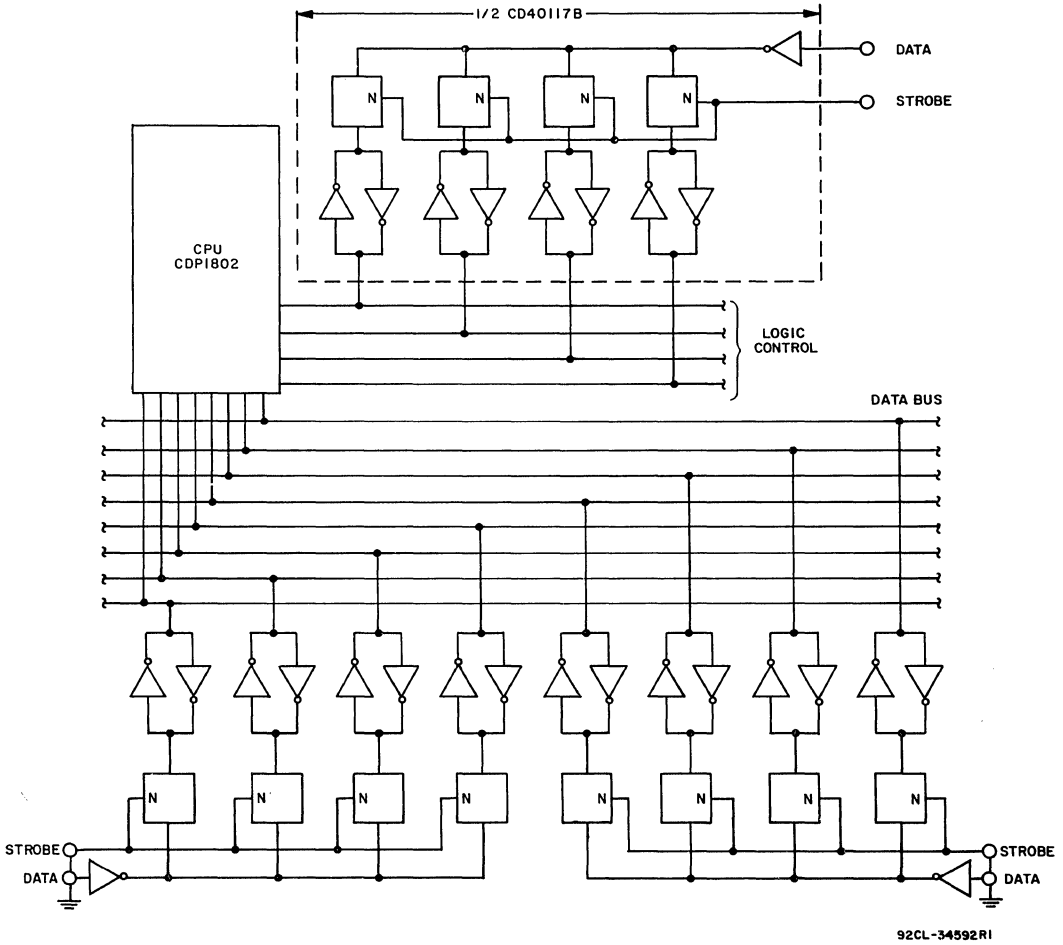 1/2 CD40117B
DATA
N N N N
STROBE
CPU
CDP1802
LOGIC
CONTROL
DATA BUS
N N N N N N N N
STROBE
STROBE
DATA
DATA
92CL-34592R1